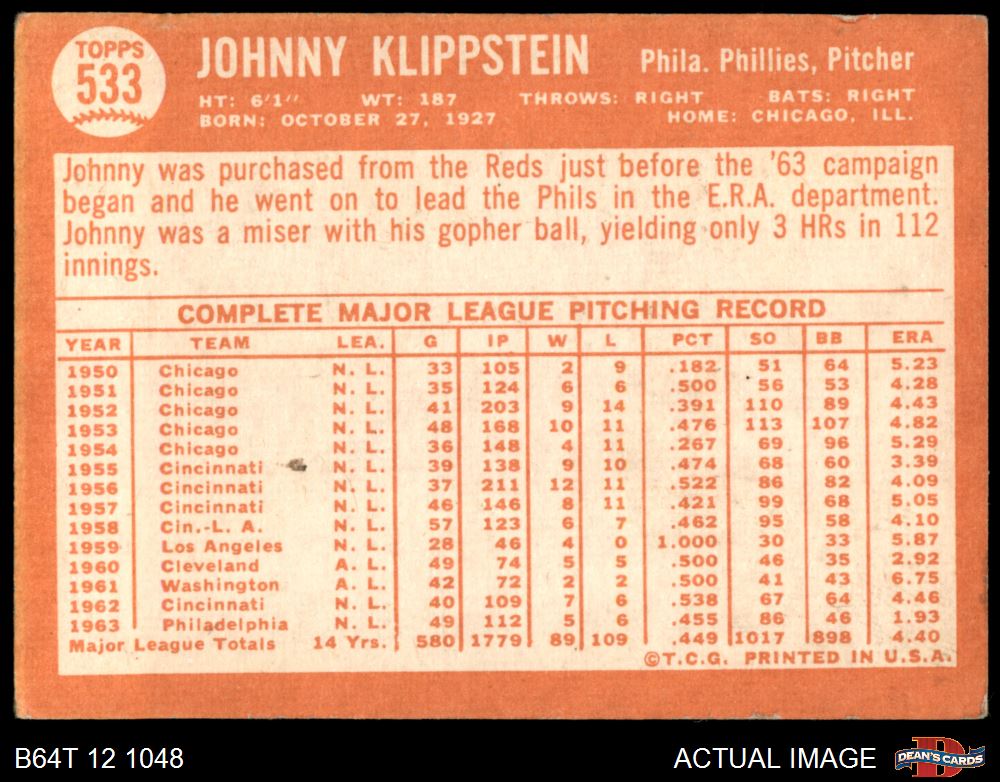 TOPPS
533
JOHNNY KLIPPSTEIN Phila. Phillies, Pitcher
HT: 6'1" WT: 187 THROWS: RIGHT BATS: RIGHT
BORN: OCTOBER 27, 1927 HOME: CHICAGO, ILL.
Johnny was purchased from the Reds just before the '63 campaign
began and he went on to lead the Phils in the E.R.A. department.
Johnny was a miser with his gopher ball, yielding only 3 HRs in 112
innings.
COMPLETE MAJOR LEAGUE PITCHING RECORD
YEAR TEAM LEA. G IP W L PCT SO BB ERA
1950 Chicago N. L. 33 105 2 9 .182 51 64 5.23
1951 Chicago N. L. 35 124 6 6 .500 56 53 4.28
1952 Chicago N. L. 41 203 9 14 .391 110 89 4.43
1953 Chicago N. L. 48 168 10 11 .476 113 107 4.82
1954 Chicago N. L. 36 148 4 11 .267 69 96 5.29
1955 Cincinnati N. L. 39 138 9 10 .474 68 60 3.39
1956 Cincinnati N. L. 37 211 12 11 .522 86 82 4.09
1957 Cincinnati N. L. 46 146 8 11 .421 99 68 5.05
1958 Cin.-L. A. N. L. 57 123 6 7 .462 95 58 4.10
1959 Los Angeles N. L. 28 46 4 0 1.000 30 33 5.87
1960 Cleveland A. L. 49 74 5 5 .500 46 35 2.92
1961 Washington A. L. 42 72 2 2 .500 41 43 6.75
1962 Cincinnati N. L. 40 109 7 6 .538 67 64 4.46
1963 Philadelphia N. L. 49 112 5 6 .455 86 46 1.93
Major League Totals 14 Yrs. 580 1779 89 109 .449 1017 898 4.40
©T.C.G. PRINTED IN U.S.A.
B64T 12 1048 ACTUAL IMAGE DEAN'S CARDS